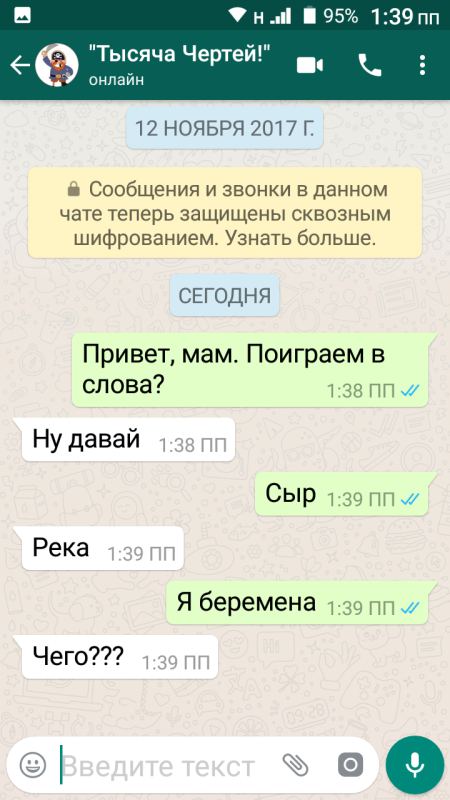 н 95% 1:39 пп
"Тысяча Чертей!"
онлайн
12 НОЯБРЯ 2017 Г.
Сообщения и звонки в данном
чате теперь защищены сквозным
шифрованием. Узнать больше.
СЕГОДНЯ
Привет, мам. Поиграем в
слова?
1:38 ПП
Ну давай 1:38 ПП
Сыр 1:39 ПП
Река 1:39 ПП
Я беремена 1:39 ПП
Чего??? 1:39 ПП
Введите текст